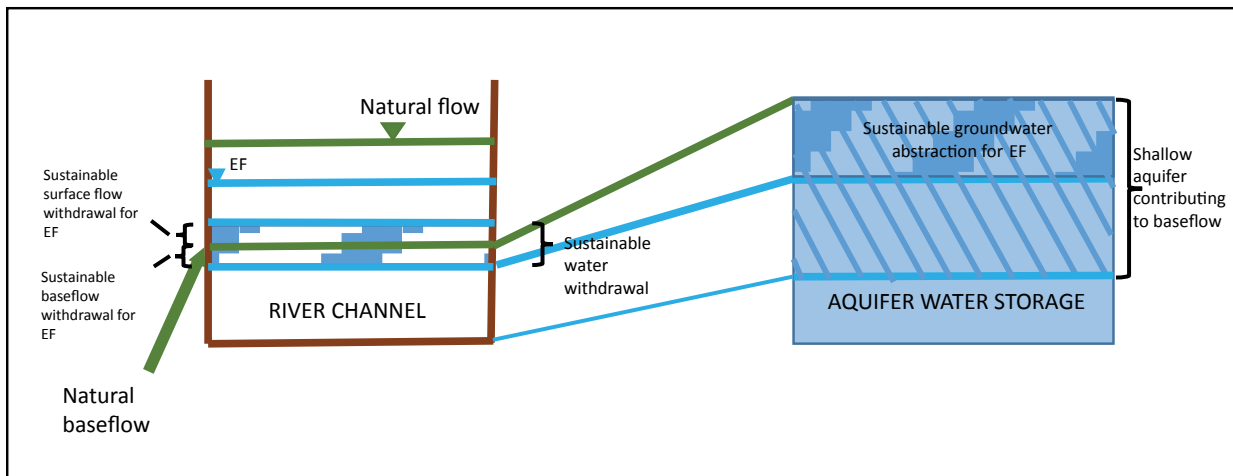 Natural flow
EF
Sustainable
surface flow
withdrawal for
EF
Sustainable
baseflow
withdrawal for
EF
Natural
baseflow
RIVER CHANNEL
Sustainable
water
withdrawal
Sustainable groundwater
abstraction for EF
AQUIFER WATER STORAGE
Shallow
aquifer
contributing
to baseflow